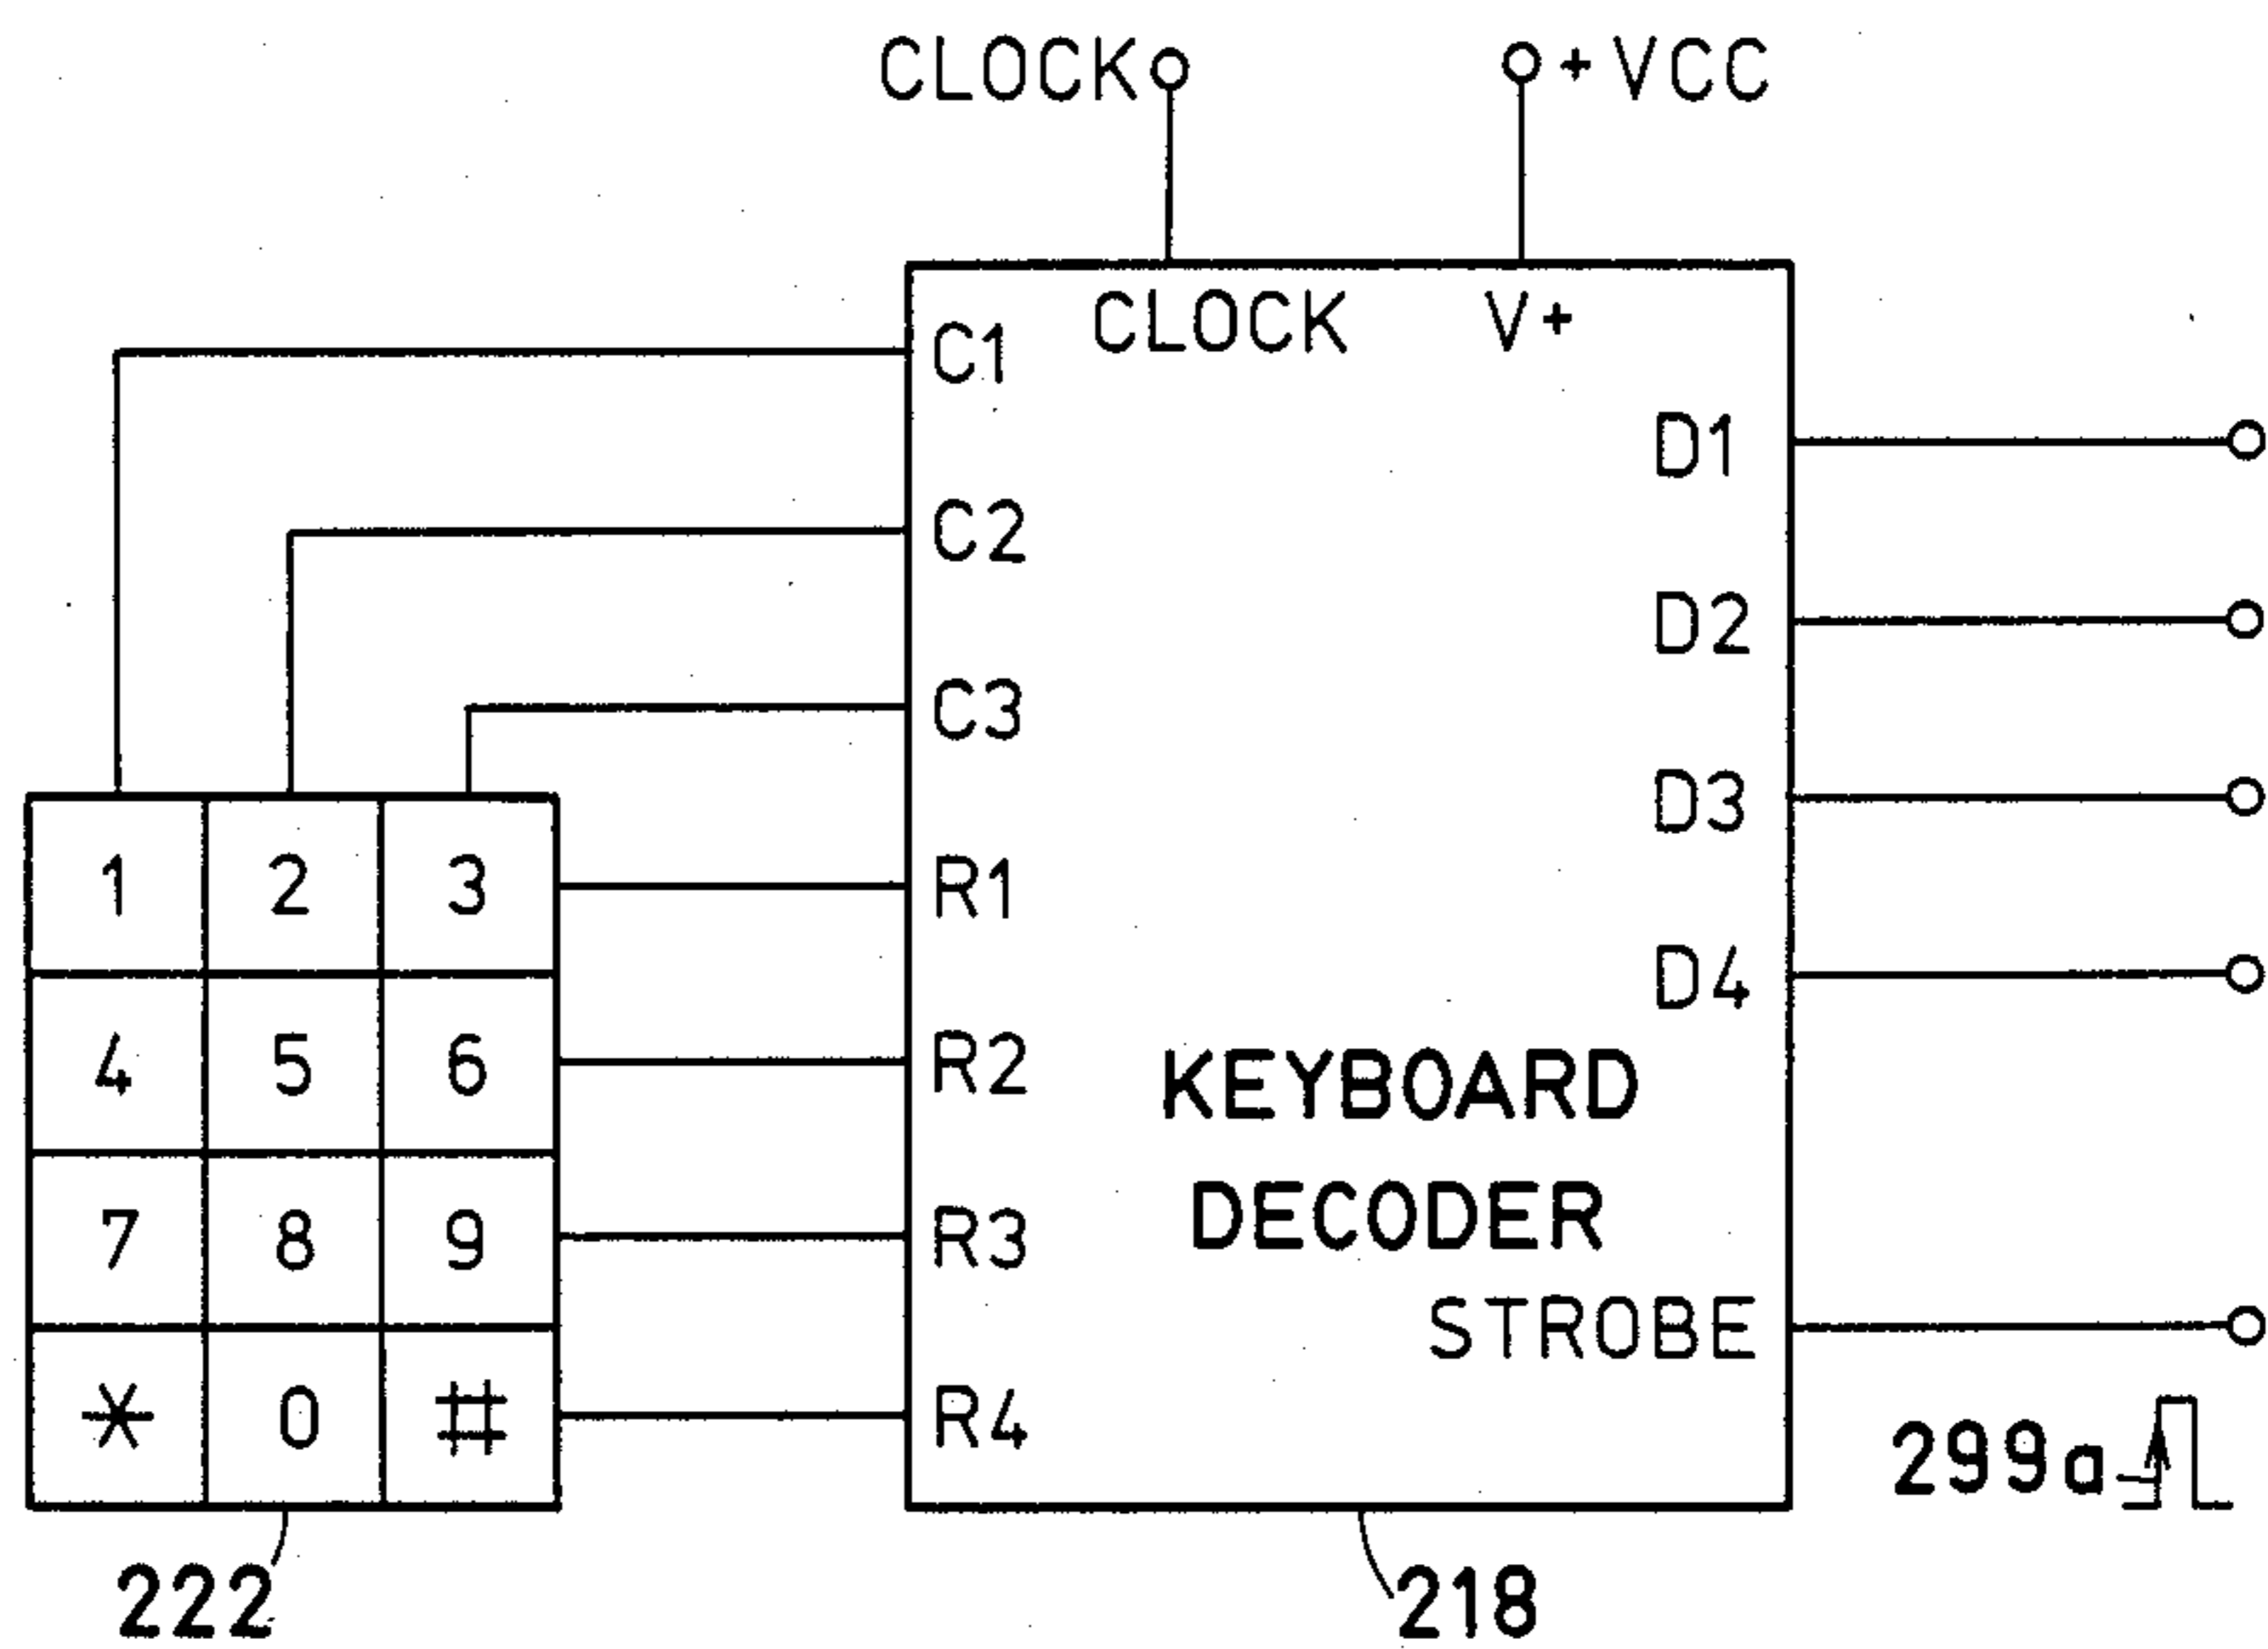 CLOCK
+VCC
CLOCK V+
C1
C2
C3
R1
R2
R3
R4
D1
D2
D3
D4
KEYBOARD
DECODER
STROBE
1 2 3
4 5 6
7 8 9
* 0 #
299a
222
218